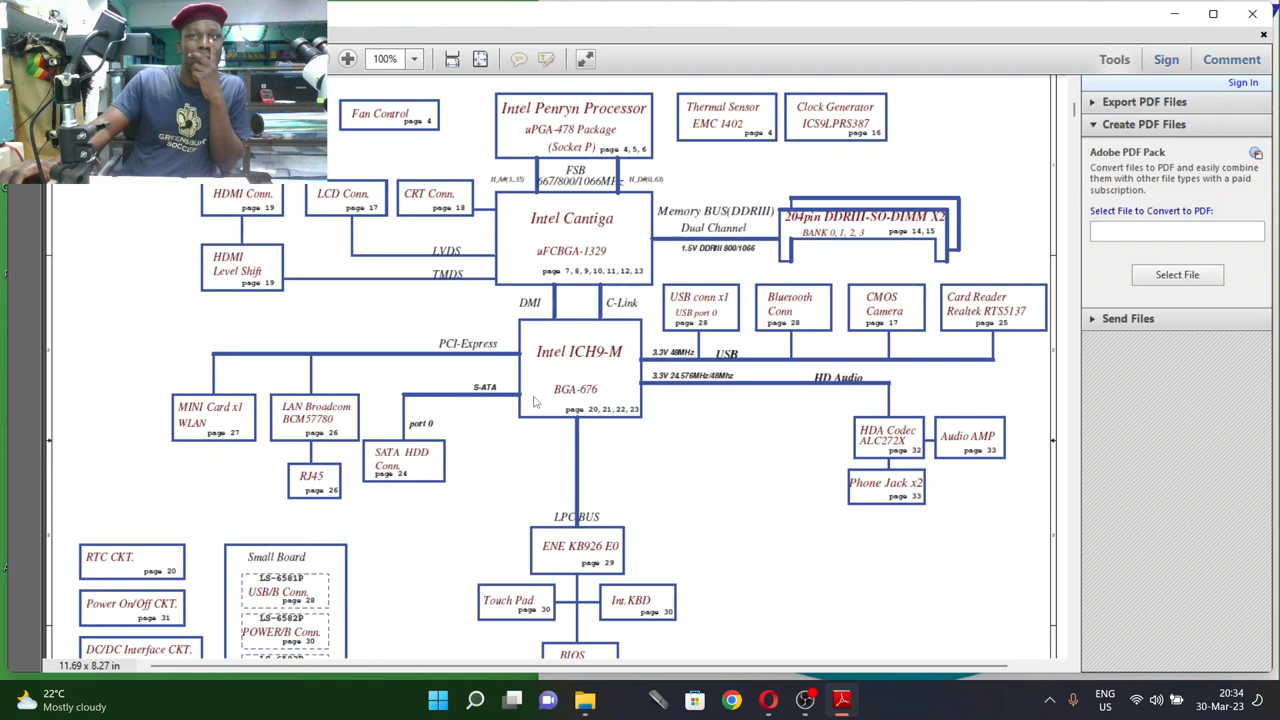 GREENSBURG
SOCCER
100%
Tools
Sign
Comment
Sign In
Export PDF Files
Create PDF Files
Adobe PDF Pack
Convert files to PDF and easily combine
them with other file types with a paid
subscription.
Select File to Convert to PDF:
Select File
Send Files
Fan Control
page 4
Intel Penryn Processor
uPGA-478 Package
(Socket P) page 4, 5, 6
Thermal Sensor
EMC 1402
page 4
Clock Generator
ICS9LPRS387
page 16
H_A#(3..35)
FSB
667/800/1066MHz
H_D#(0..63)
HDMI Conn.
page 19
LCD Conn.
page 17
CRT Conn.
page 18
Intel Cantiga
uFCBGA-1329
page 7, 8, 9, 10, 11, 12, 13
Memory BUS(DDRIII)
Dual Channel
1.5V DDRIII 800/1066
204pin DDRIII-SO-DIMM X2
BANK 0, 1, 2, 3 page 14,15
HDMI
Level Shift
page 19
LVDS
TMDS
DMI
C-Link
USB conn x1
USB port 0
page 28
Bluetooth
Conn
page 28
CMOS
Camera
page 17
Card Reader
Realtek RTS5137
page 25
PCI-Express
Intel ICH9-M
BGA-676
page 20, 21, 22, 23
3.3V 48MHz
USB
3.3V 24.576MHz/48Mhz
HD Audio
S-ATA
port 0
MINI Card x1
WLAN
page 27
LAN Broadcom
BCM57780
page 26
SATA HDD
Conn.
page 24
RJ45
page 26
HDA Codec
ALC272X
page 32
Audio AMP
page 33
Phone Jack x2
page 33
LPC BUS
ENE KB926 E0
page 29
Touch Pad
page 30
Int.KBD
page 30
BIOS
RTC CKT.
page 20
Power On/Off CKT.
page 31
DC/DC Interface CKT.
Small Board
LS-6581P
USB/B Conn.
page 28
LS-6582P
POWER/B Conn.
page 30
11.69 x 8.27 in
22°C
Mostly cloudy
ENG
US
20:34
30-Mar-23